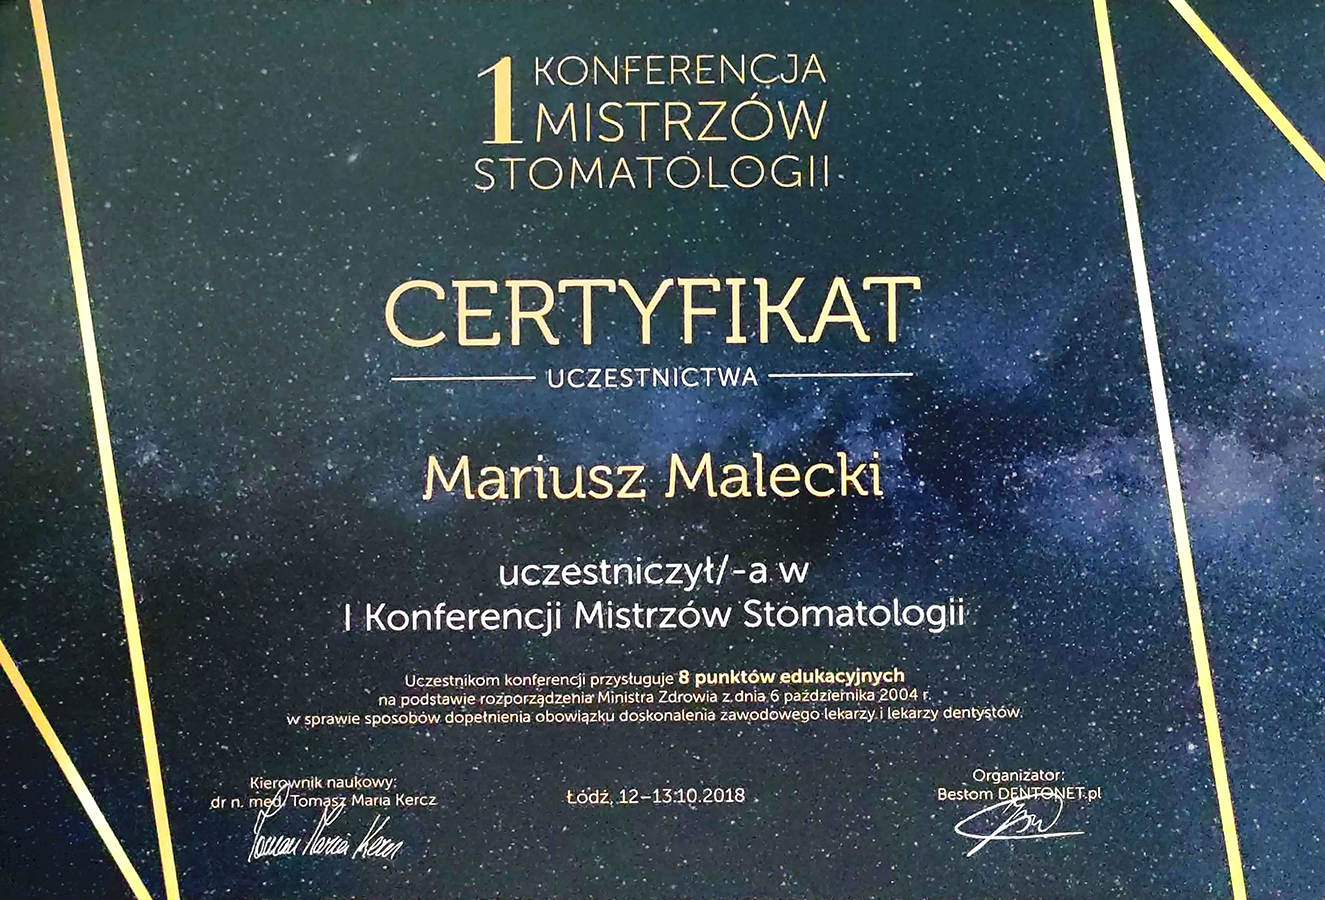 1 KONFERENCJA
MISTRZÓW
STOMATOLOGII
CERTYFIKAT
UCZESTNICTWA
Mariusz Malecki
uczestniczył/-a w
I Konferencji Mistrzów Stomatologii
Uczestnikom konferencji przysługuje 8 punktów edukacyjnych
na podstawie rozporządzenia Ministra Zdrowia z dnia 6 października 2004 r.
w sprawie sposobów dopełnienia obowiązku doskonalenia zawodowego lekarzy i lekarzy dentystów.
Kierownik naukowy:
dr n. med. Tomasz Maria Kercz
Łódź, 12–13.10.2018
Organizator:
Bestom DENTONET.pl